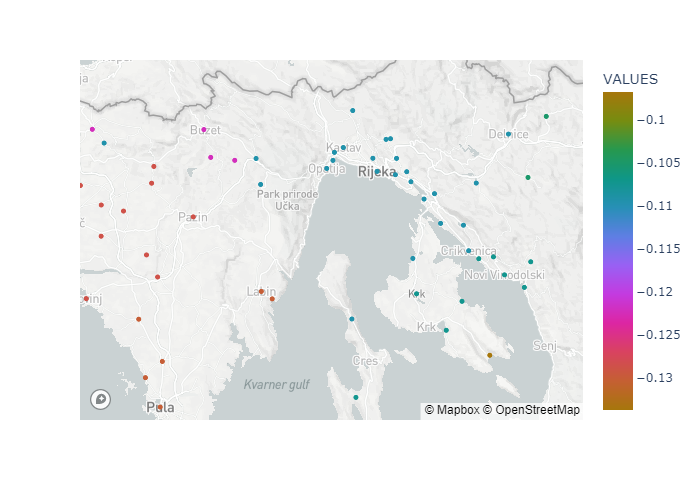 VALUES
−0.1
−0.105
−0.11
−0.115
−0.12
−0.125
−0.13
Buzet
Delnice
Kastav
Opatija
Rijeka
Park prirode
Učka
Pazin
Crikvenica
Novi Vinodolski
Labin
Krk
Krk
Senj
Cres
Kvarner gulf
Pula
© Mapbox © OpenStreetMap